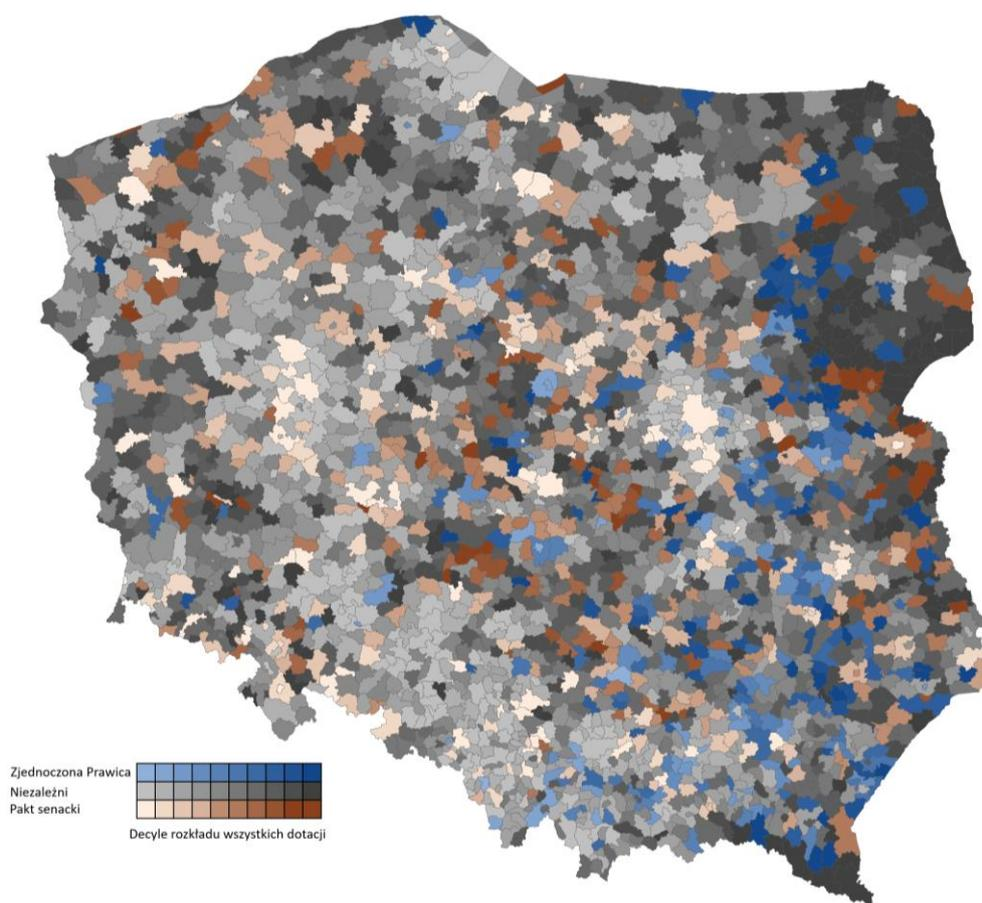 Zjednoczona Prawica
Niezależni
Pakt senacki
Decyle rozkładu wszystkich dotacji